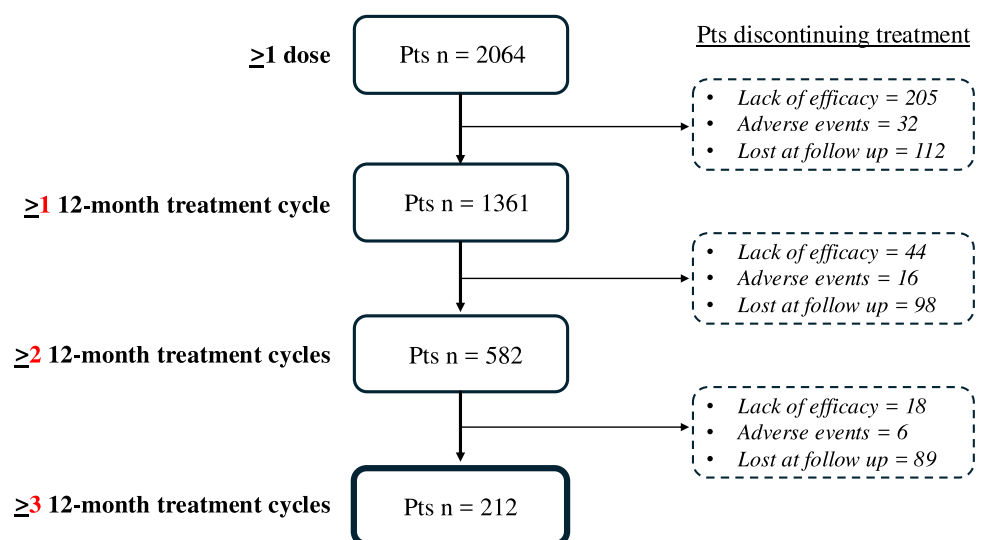 ≥1 dose
Pts n = 2064
Pts discontinuing treatment
• Lack of efficacy = 205
• Adverse events = 32
• Lost at follow up = 112
≥1 12-month treatment cycle
Pts n = 1361
• Lack of efficacy = 44
• Adverse events = 16
• Lost at follow up = 98
≥2 12-month treatment cycles
Pts n = 582
• Lack of efficacy = 18
• Adverse events = 6
• Lost at follow up = 89
≥3 12-month treatment cycles
Pts n = 212